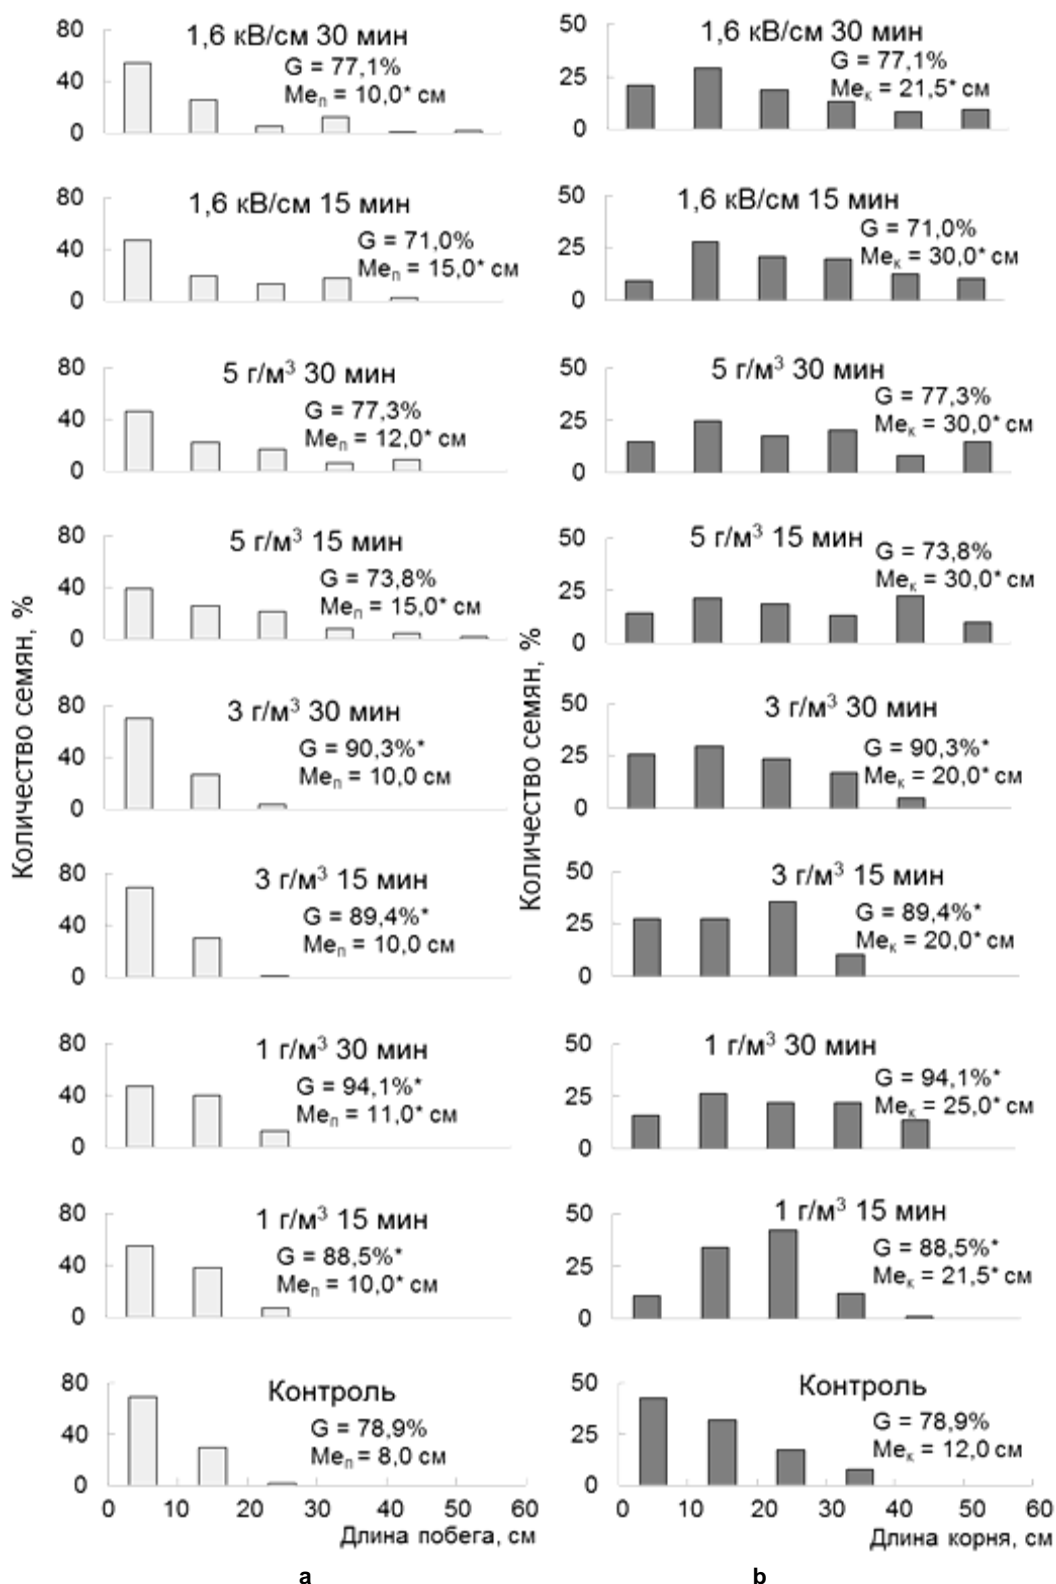 80
40
0
1,6 кВ/см 30 мин
G = 77,1%
Meп = 10,0* см
50
25
0
1,6 кВ/см 30 мин
G = 77,1%
Meк = 21,5* см
80
40
0
1,6 кВ/см 15 мин
G = 71,0%
Meп = 15,0* см
50
25
0
1,6 кВ/см 15 мин
G = 71,0%
Meк = 30,0* см
80
40
0
5 г/м³ 30 мин
G = 77,3%
Meп = 12,0* см
50
25
0
5 г/м³ 30 мин
G = 77,3%
Meк = 30,0* см
80
40
0
5 г/м³ 15 мин
G = 73,8%
Meп = 15,0* см
50
25
0
5 г/м³ 15 мин
G = 73,8%
Meк = 30,0* см
Количество семян, %
Количество семян, %
80
40
0
3 г/м³ 30 мин
G = 90,3%*
Meп = 10,0 см
50
25
0
3 г/м³ 30 мин
G = 90,3%*
Meк = 20,0* см
80
40
0
3 г/м³ 15 мин
G = 89,4%*
Meп = 10,0 см
50
25
0
3 г/м³ 15 мин
G = 89,4%*
Meк = 20,0* см
80
40
0
1 г/м³ 30 мин
G = 94,1%*
Meп = 11,0* см
50
25
0
1 г/м³ 30 мин
G = 94,1%*
Meк = 25,0* см
80
40
0
1 г/м³ 15 мин
G = 88,5%*
Meп = 10,0* см
50
25
0
1 г/м³ 15 мин
G = 88,5%*
Meк = 21,5* см
80
40
0
Контроль
G = 78,9%
Meп = 8,0 см
0 10 20 30 40 50 60
Длина побега, см
50
25
0
Контроль
G = 78,9%
Meк = 12,0 см
0 10 20 30 40 50 60
Длина корня, см
a
b